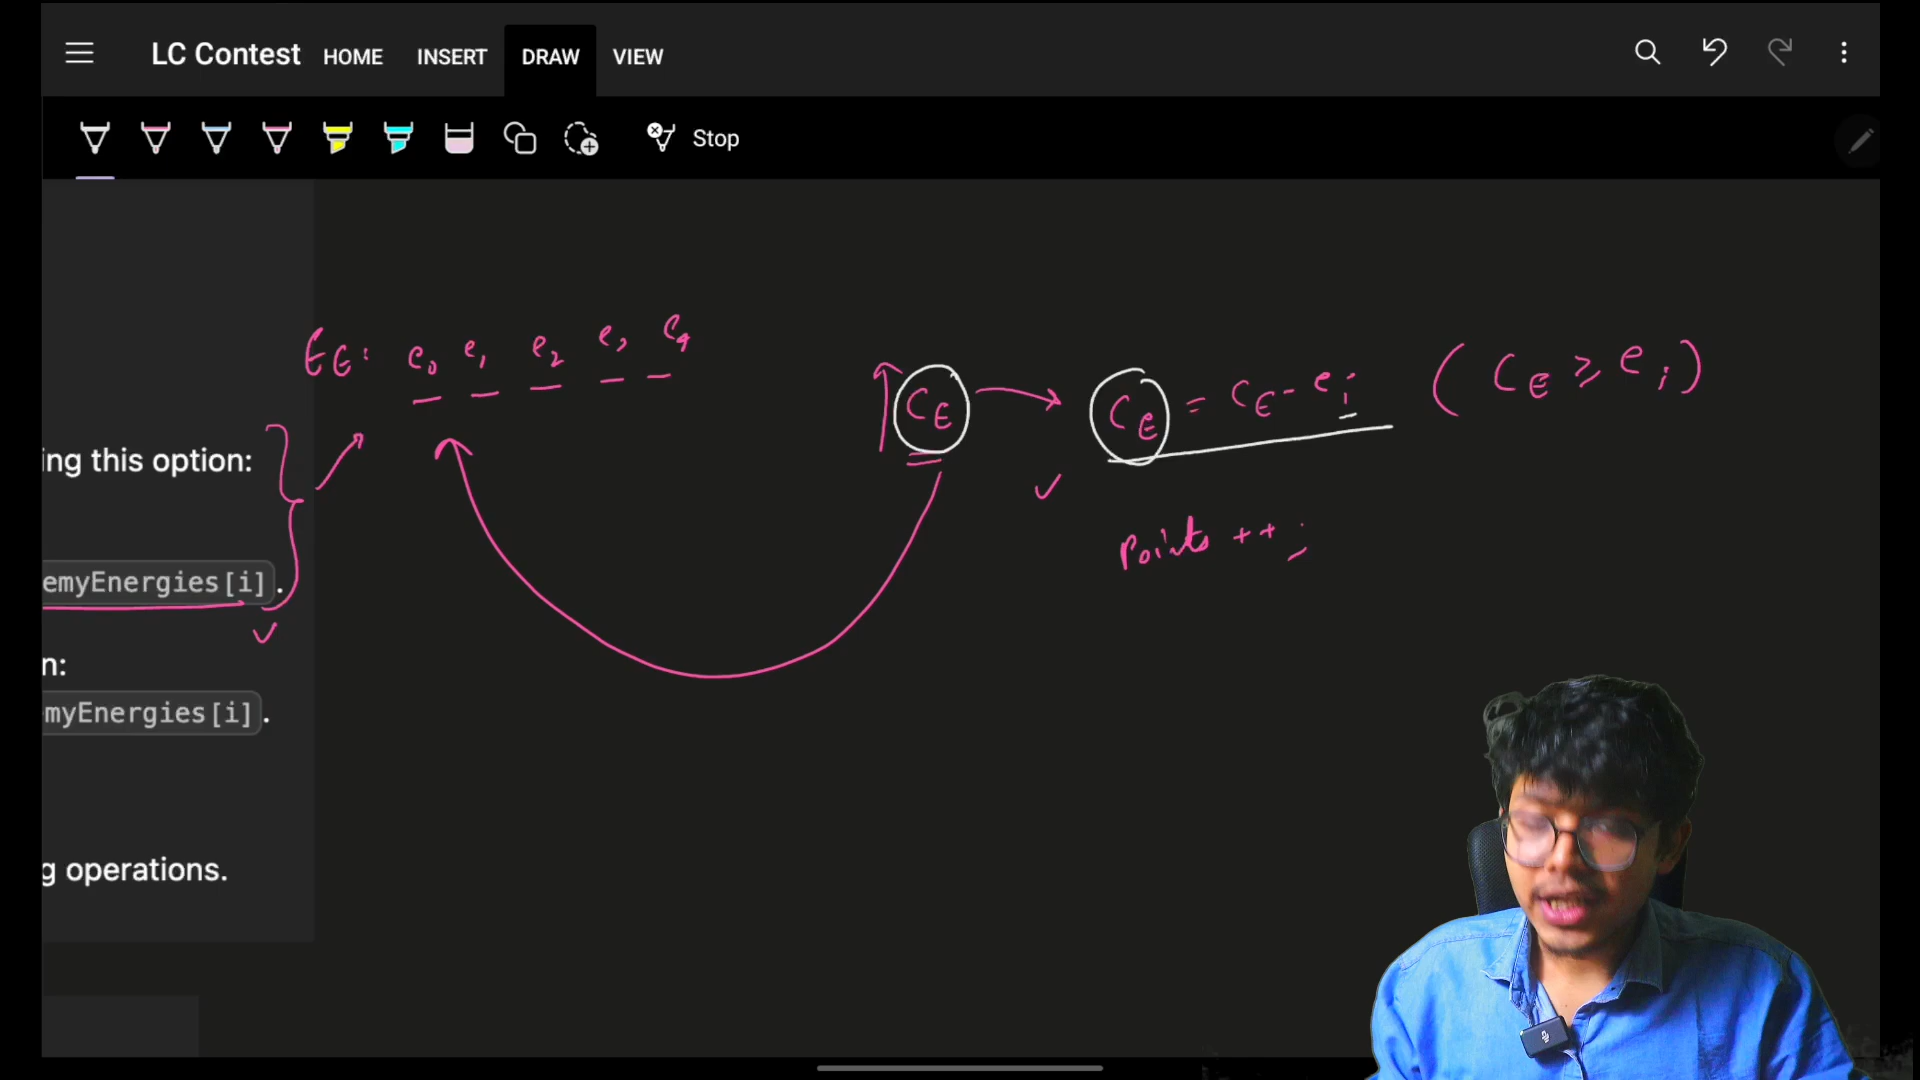 LC Contest HOME INSERT DRAW VIEW
Stop
EE: e0 e1 e2 e3 e4
CE CE = CE - ei (CE ≥ ei)
ing this option:
Points ++;
emyEnergies[i].
n:
myEnergies[i].
g operations.